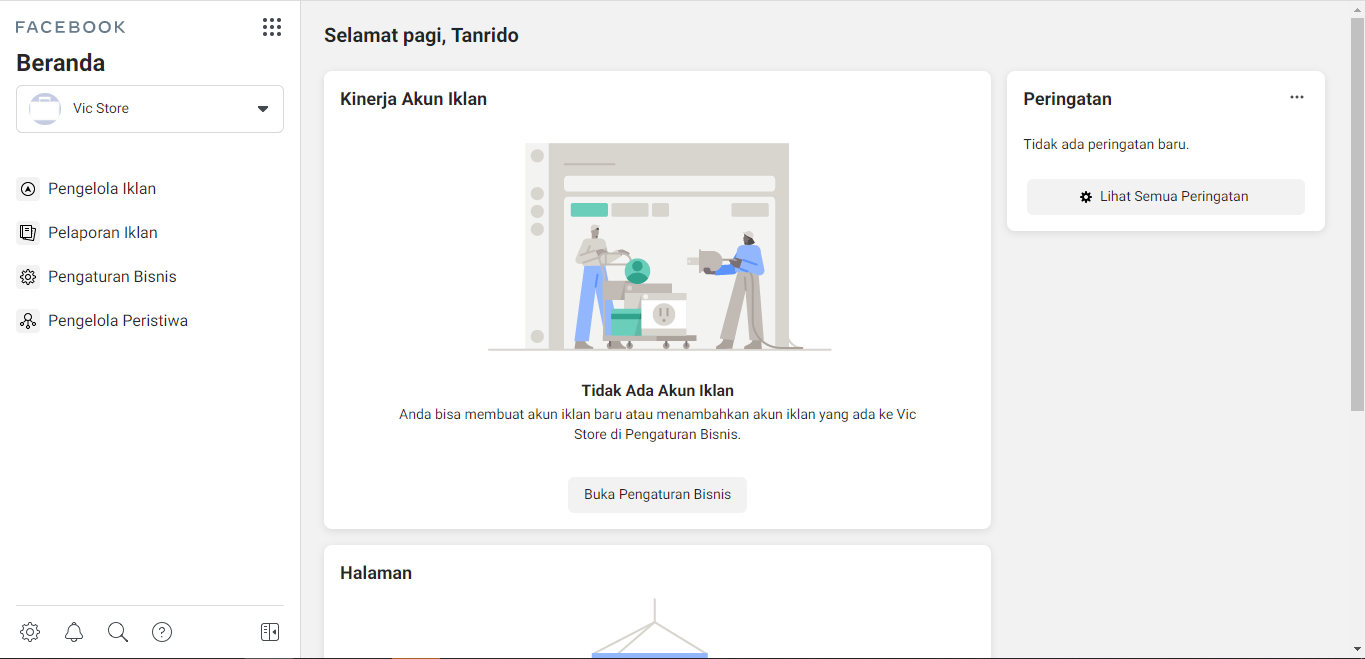 FACEBOOK
Beranda
Vic Store
Pengelola Iklan
Pelaporan Iklan
Pengaturan Bisnis
Pengelola Peristiwa
Selamat pagi, Tanrido
Kinerja Akun Iklan
Tidak Ada Akun Iklan
Anda bisa membuat akun iklan baru atau menambahkan akun iklan yang ada ke Vic
Store di Pengaturan Bisnis.
Buka Pengaturan Bisnis
Halaman
Peringatan
Tidak ada peringatan baru.
Lihat Semua Peringatan